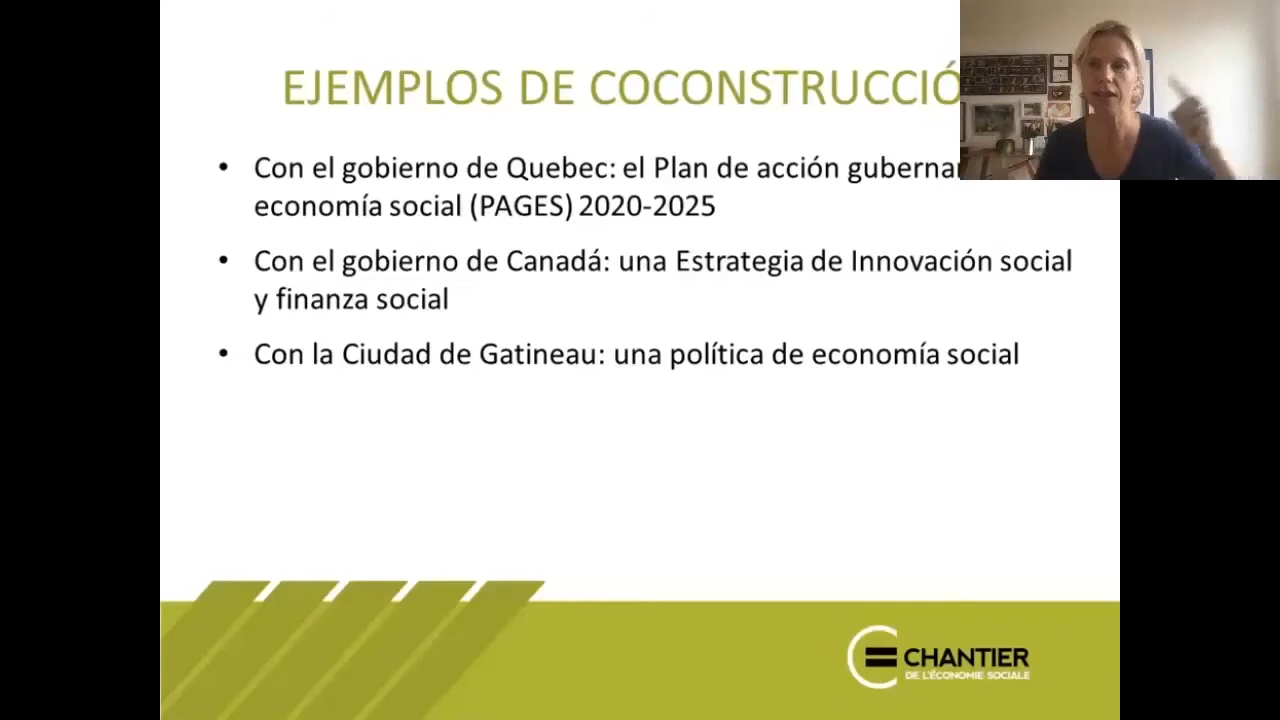 EJEMPLOS DE COCONSTRUCCIÓ
• Con el gobierno de Quebec: el Plan de acción
economía social (PAGES) 2020-2025
• Con el gobierno de Canadá: una Estrategia de Innovación social
y finanza social
• Con la Ciudad de Gatineau: una política de economía social
CHANTIER
DE L'ÉCONOMIE SOCIALE